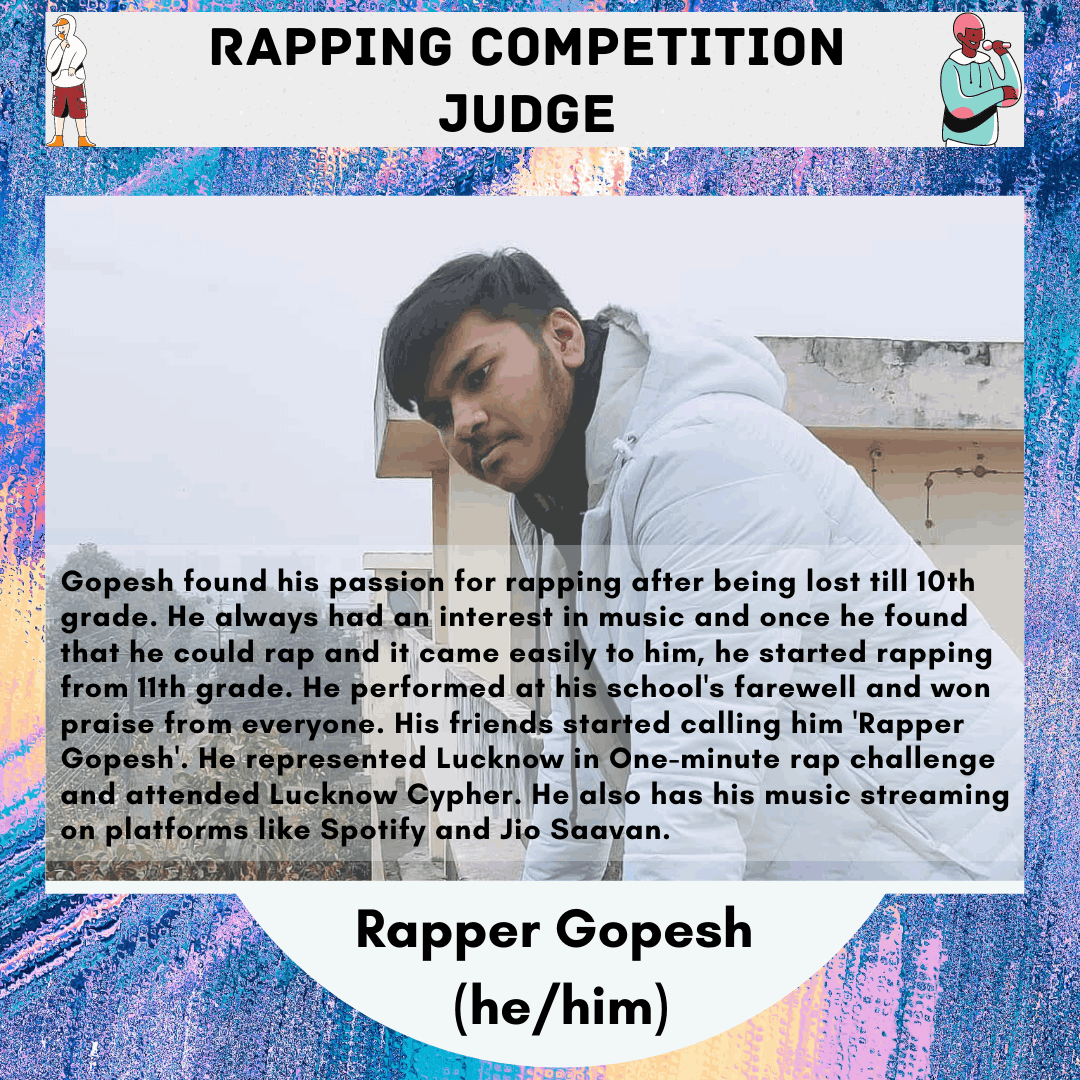 RAPPING COMPETITION
JUDGE
Gopesh found his passion for rapping after being lost till 10th
grade. He always had an interest in music and once he found
that he could rap and it came easily to him, he started rapping
from 11th grade. He performed at his school's farewell and won
praise from everyone. His friends started calling him 'Rapper
Gopesh'. He represented Lucknow in One-minute rap challenge
and attended Lucknow Cypher. He also has his music streaming
on platforms like Spotify and Jio Saavan.
Rapper Gopesh
(he/him)